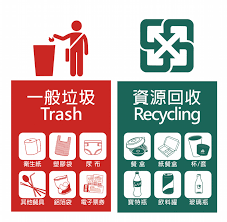 一般垃圾
Trash
衛生紙 塑膠袋 尿布
其他餐具 鋁箔袋 電子票券
資源回收
Recycling
餐盒 紙餐盒 杯/蓋
寶特瓶 飲料罐 玻璃瓶